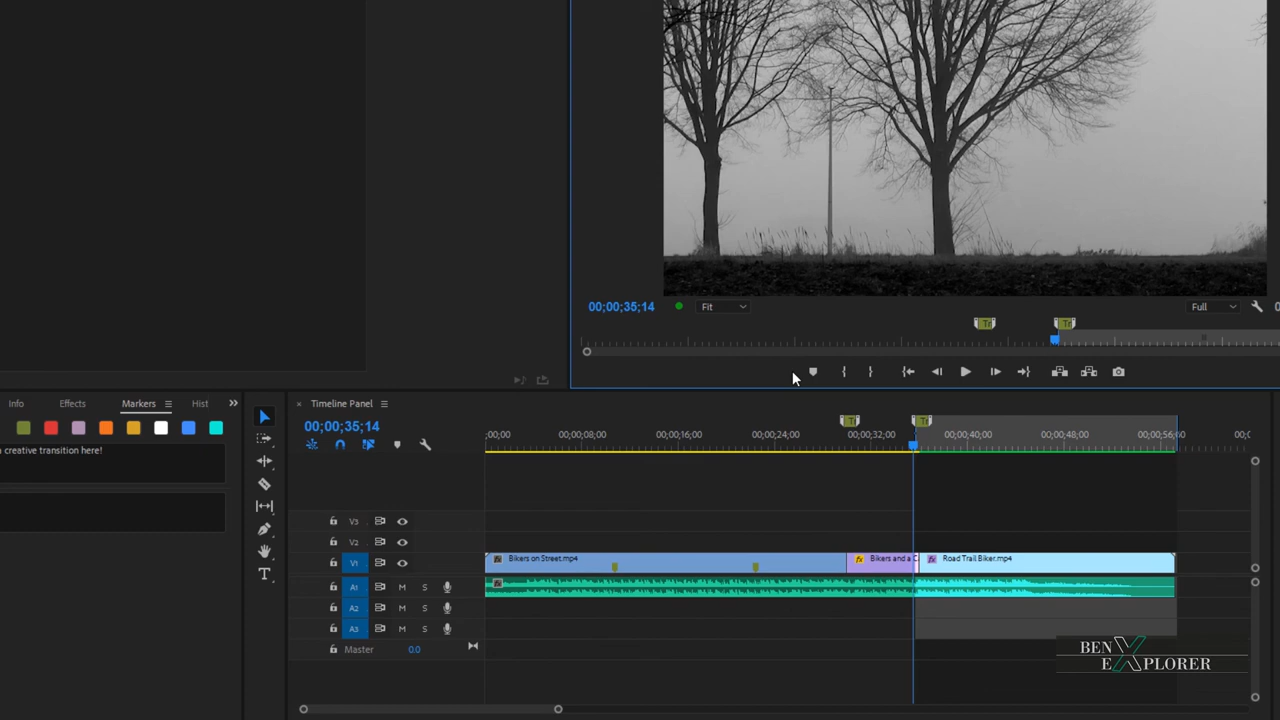 00;00;35;14
Fit
Full
Tr
Tr
Info
Effects
Markers
Hist
creative transition here!
× Timeline Panel
00;00;35;14
Tr
;00;00
00;00;08;00
00;00;16;00
00;00;24;00
00;00;32;00
00;00;40;00
00;00;48;00
00;00;56;00
V3
V2
V1
Bikers on Street.mp4
Bikers and a C
Road Trail Biker.mp4
A1 M S
A2 M S
A3 M S
Master
0.0
BEN
EXPLORER